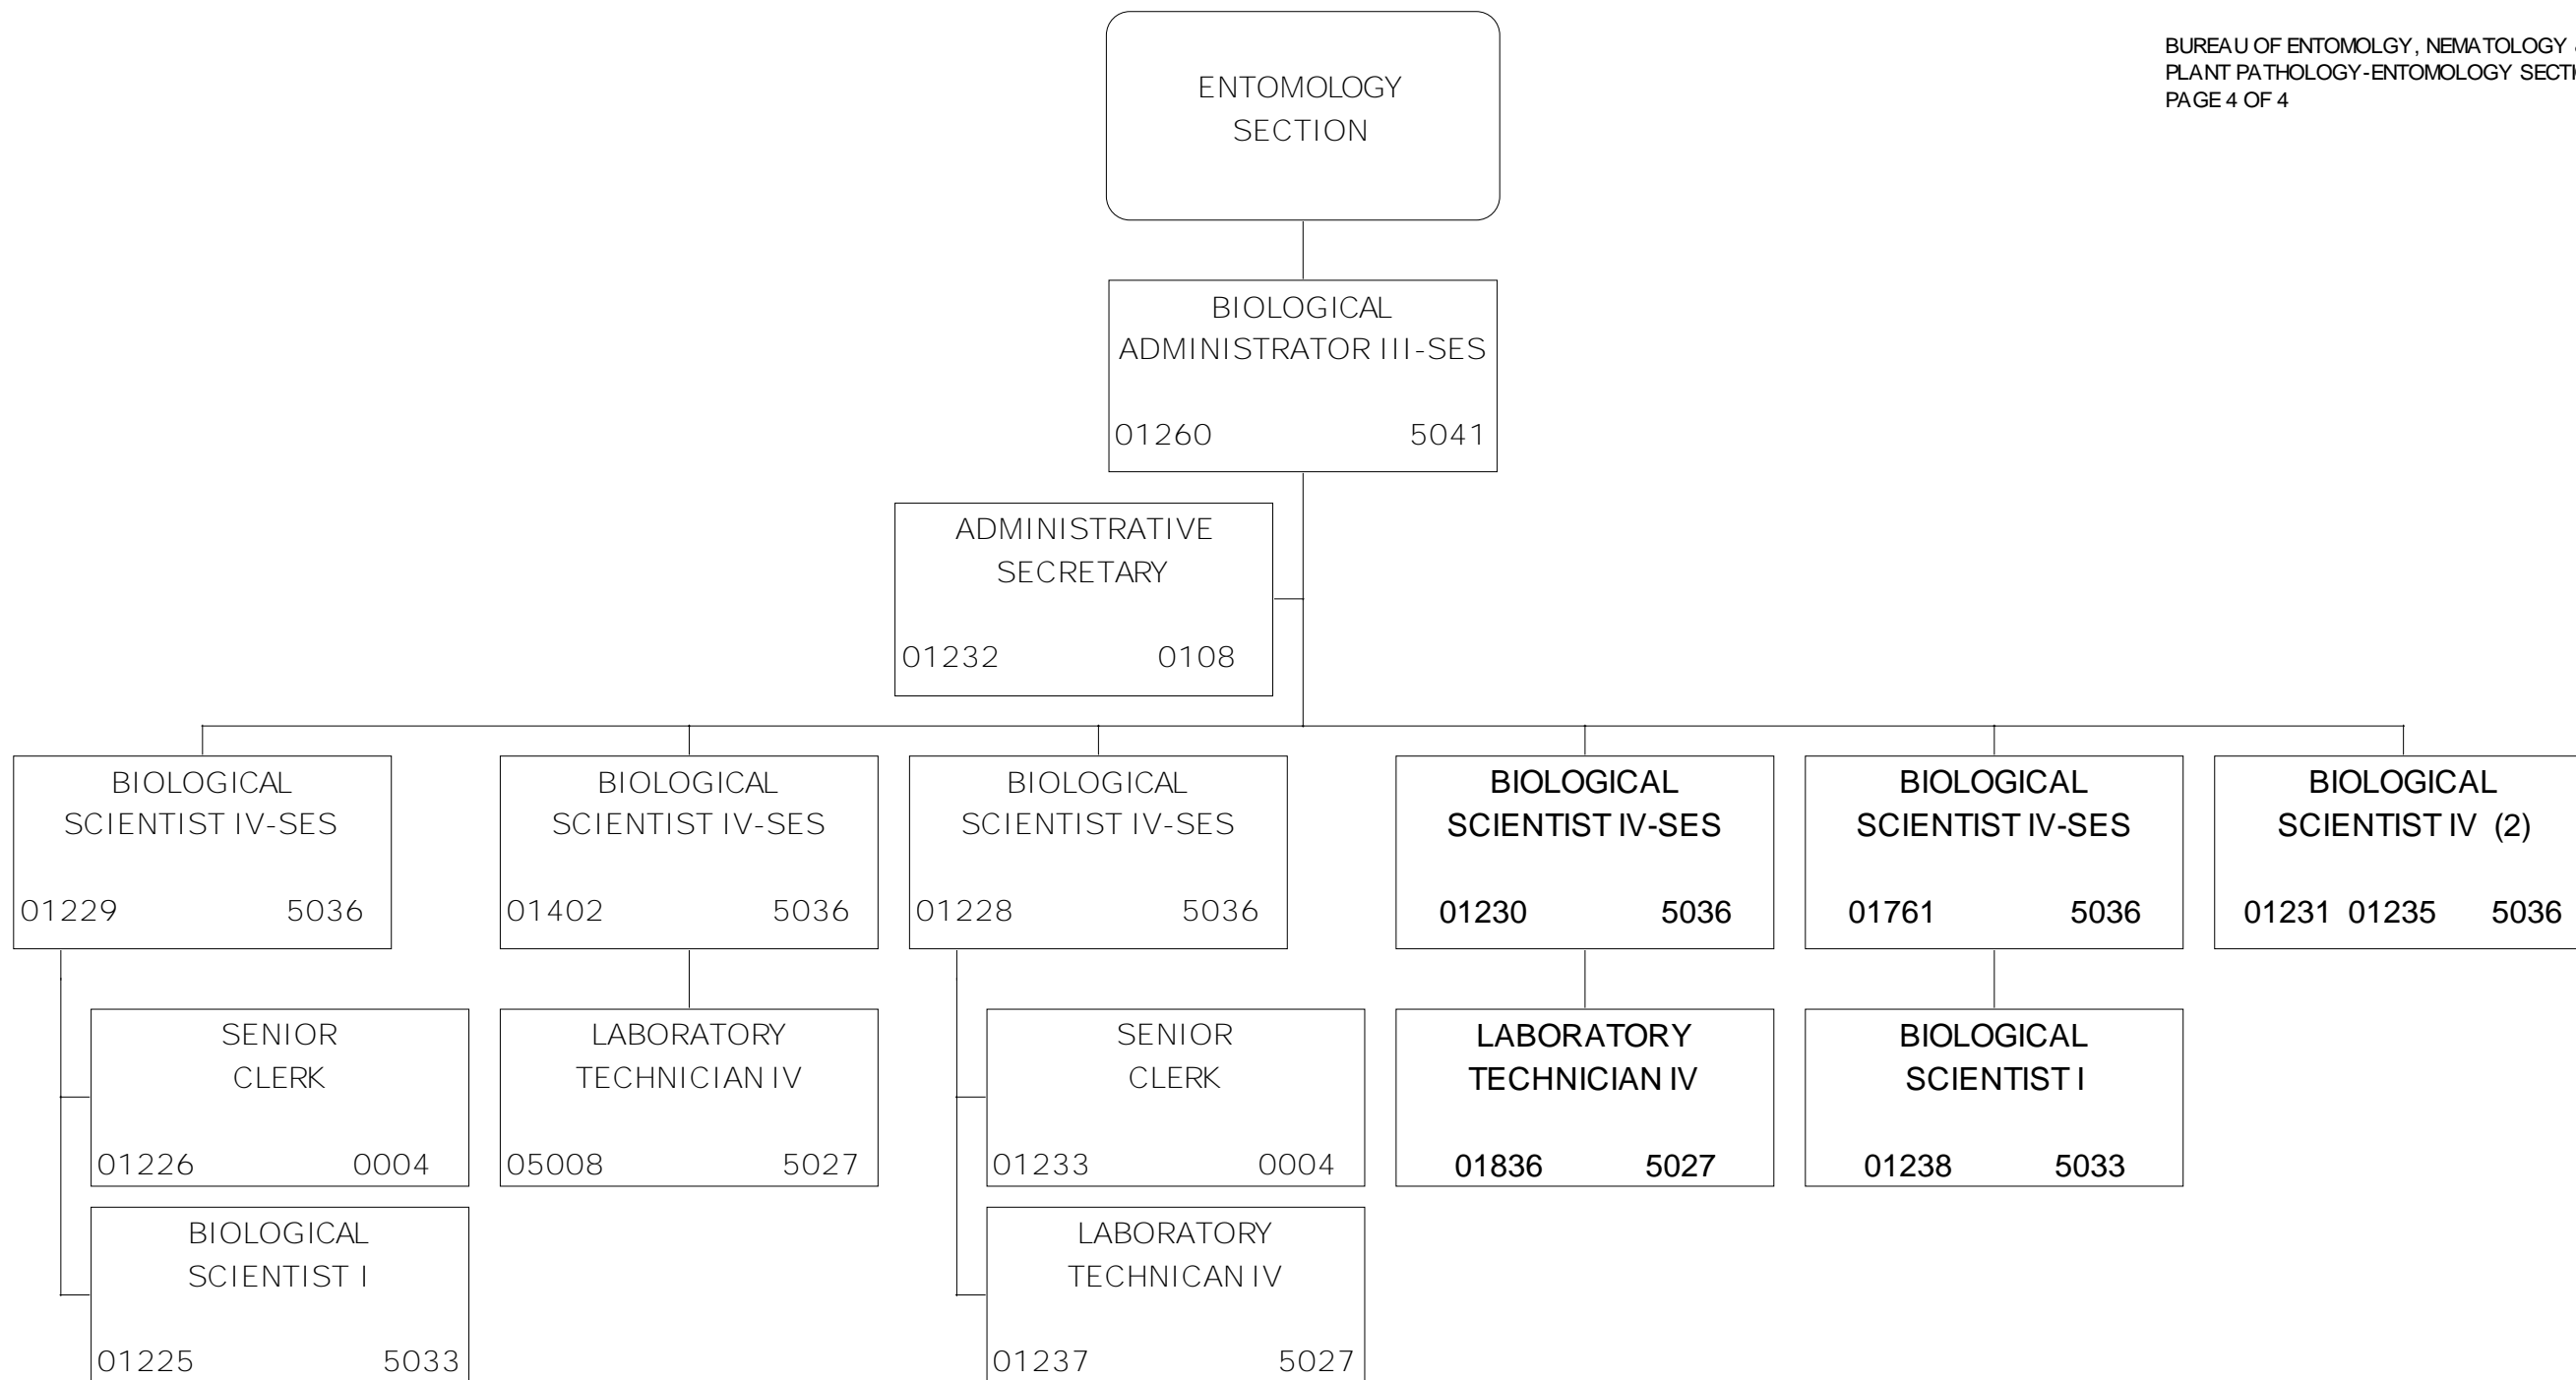 BUREAU OF ENTOMOLGY, NEMATOLOGY
PLANT PATHOLOGY-ENTOMOLOGY
PAGE 4 OF 4
ENTOMOLOGY
SECTION
BIOLOGICAL
ADMINISTRATOR III-SES
01260 5041
ADMINISTRATIVE
SECRETARY
01232 0108
BIOLOGICAL
SCIENTIST IV-SES
01229 5036
BIOLOGICAL
SCIENTIST IV-SES
01402 5036
BIOLOGICAL
SCIENTIST IV-SES
01228 5036
BIOLOGICAL
SCIENTIST IV-SES
01230 5036
BIOLOGICAL
SCIENTIST IV-SES
01761 5036
BIOLOGICAL
SCIENTIST IV (2)
01231 01235 5036
SENIOR
CLERK
01226 0004
BIOLOGICAL
SCIENTIST I
01225 5033
LABORATORY
TECHNICIAN IV
05008 5027
SENIOR
CLERK
01233 0004
LABORATORY
TECHNICAN IV
01237 5027
LABORATORY
TECHNICIAN IV
01836 5027
BIOLOGICAL
SCIENTIST I
01238 5033